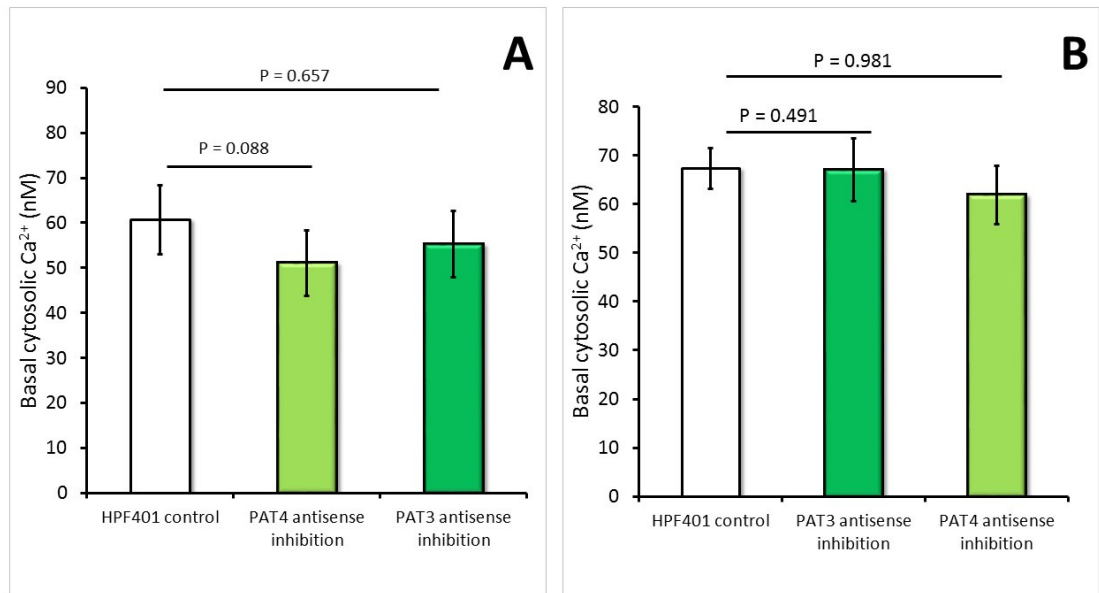 A
P = 0.657
P = 0.088
Basal cytosolic Ca²⁺ (nM)
90
80
70
60
50
40
30
20
10
0
HPF401 control
PAT4 antisense
inhibition
PAT3 antisense
inhibition
B
P = 0.981
P = 0.491
Basal cytosolic Ca²⁺ (nM)
80
70
60
50
40
30
20
10
0
HPF401 control
PAT3 antisense
inhibition
PAT4 antisense
inhibition